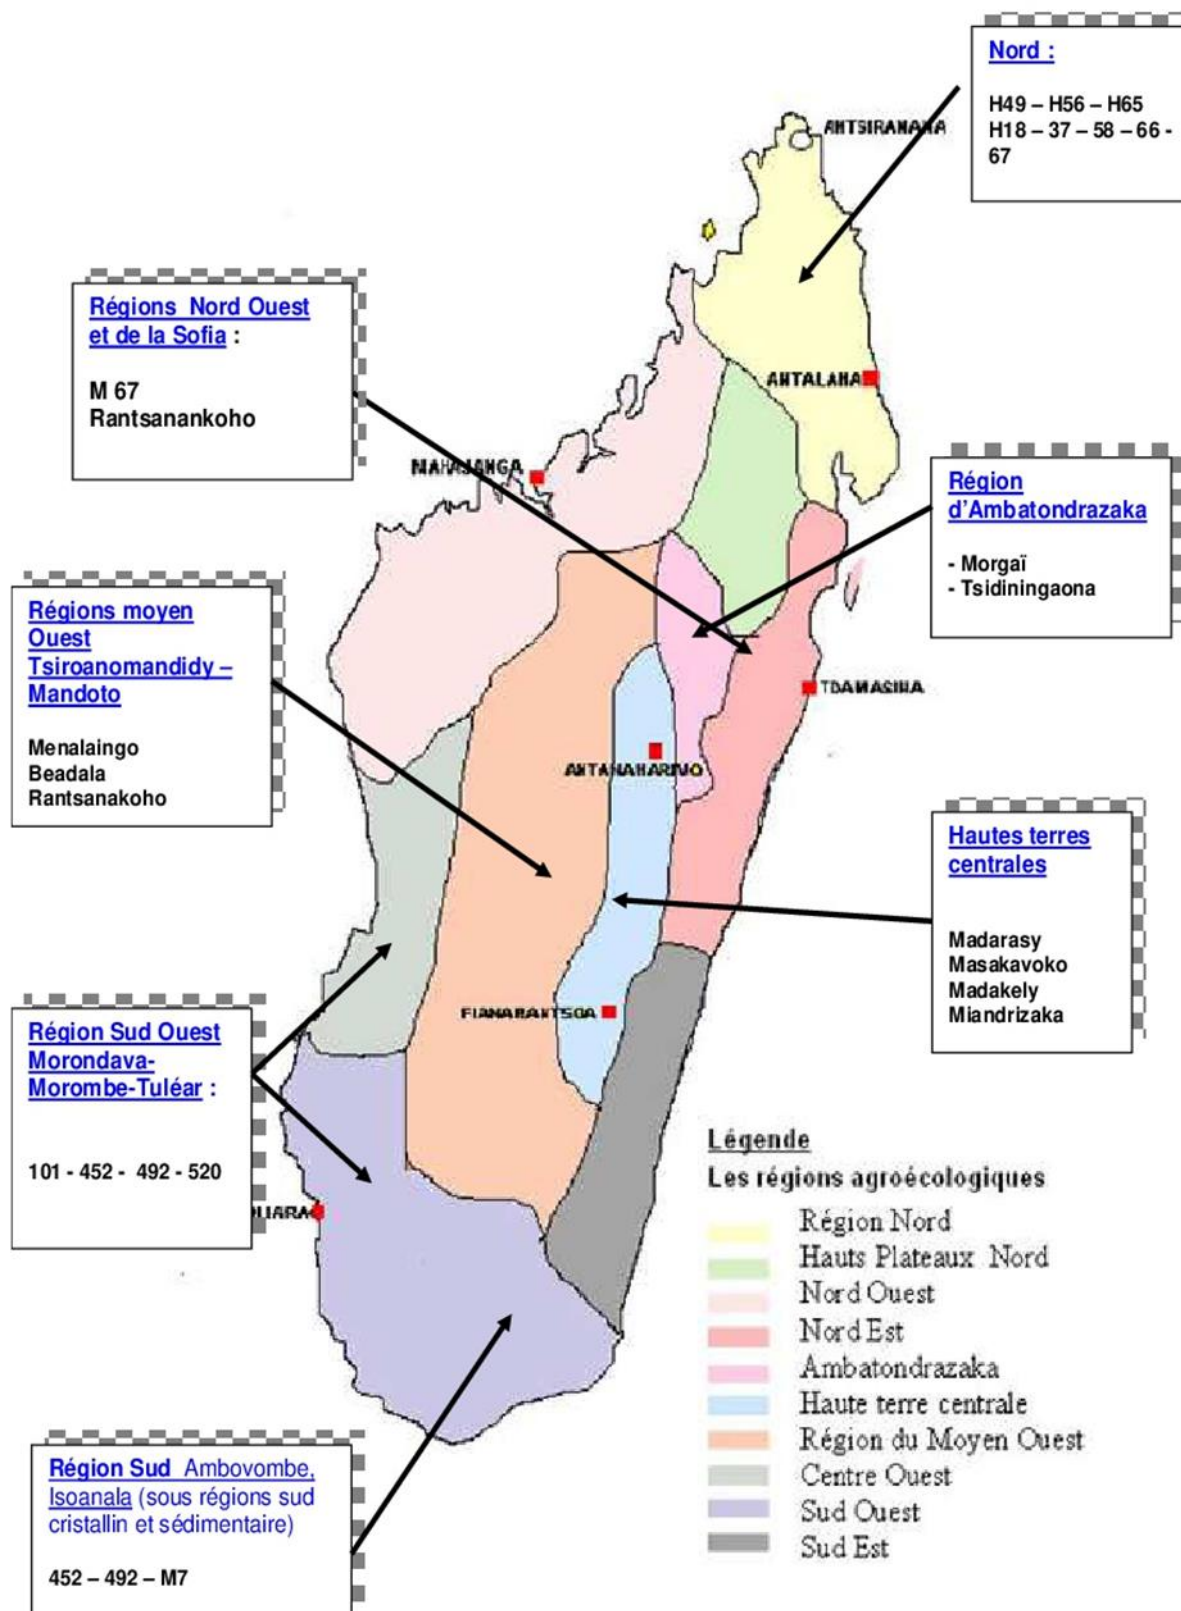 Nord :
H49 – H56 – H65
H18 – 37 – 58 – 66 -
67
ANTSIRANANA
Régions Nord Ouest
et de la Sofia :
M 67
Rantsanankoho
ANTALAHA
MAHAJANGA
Région
d'Ambatondrazaka
- Morgaï
- Tsidiningaona
Régions moyen
Ouest
Tsiroanomandidy –
Mandoto
Menalaingo
Beadala
Rantsanakoho
TOAMASINA
ANTANANARIVO
Hautes terres
centrales
Madarasy
Masakavoko
Madakely
Miandrizaka
FIANARANTSOA
Région Sud Ouest
Morondava-
Morombe-Tuléar :
101 - 452 - 492 - 520
OLIARA
Légende
Les régions agroécologiques
Région Nord
Hauts Plateaux Nord
Nord Ouest
Nord Est
Ambatondrazaka
Haute terre centrale
Région du Moyen Ouest
Centre Ouest
Sud Ouest
Sud Est
Région Sud Ambovombe,
Isoanala (sous régions sud
cristallin et sédimentaire)
452 – 492 – M7